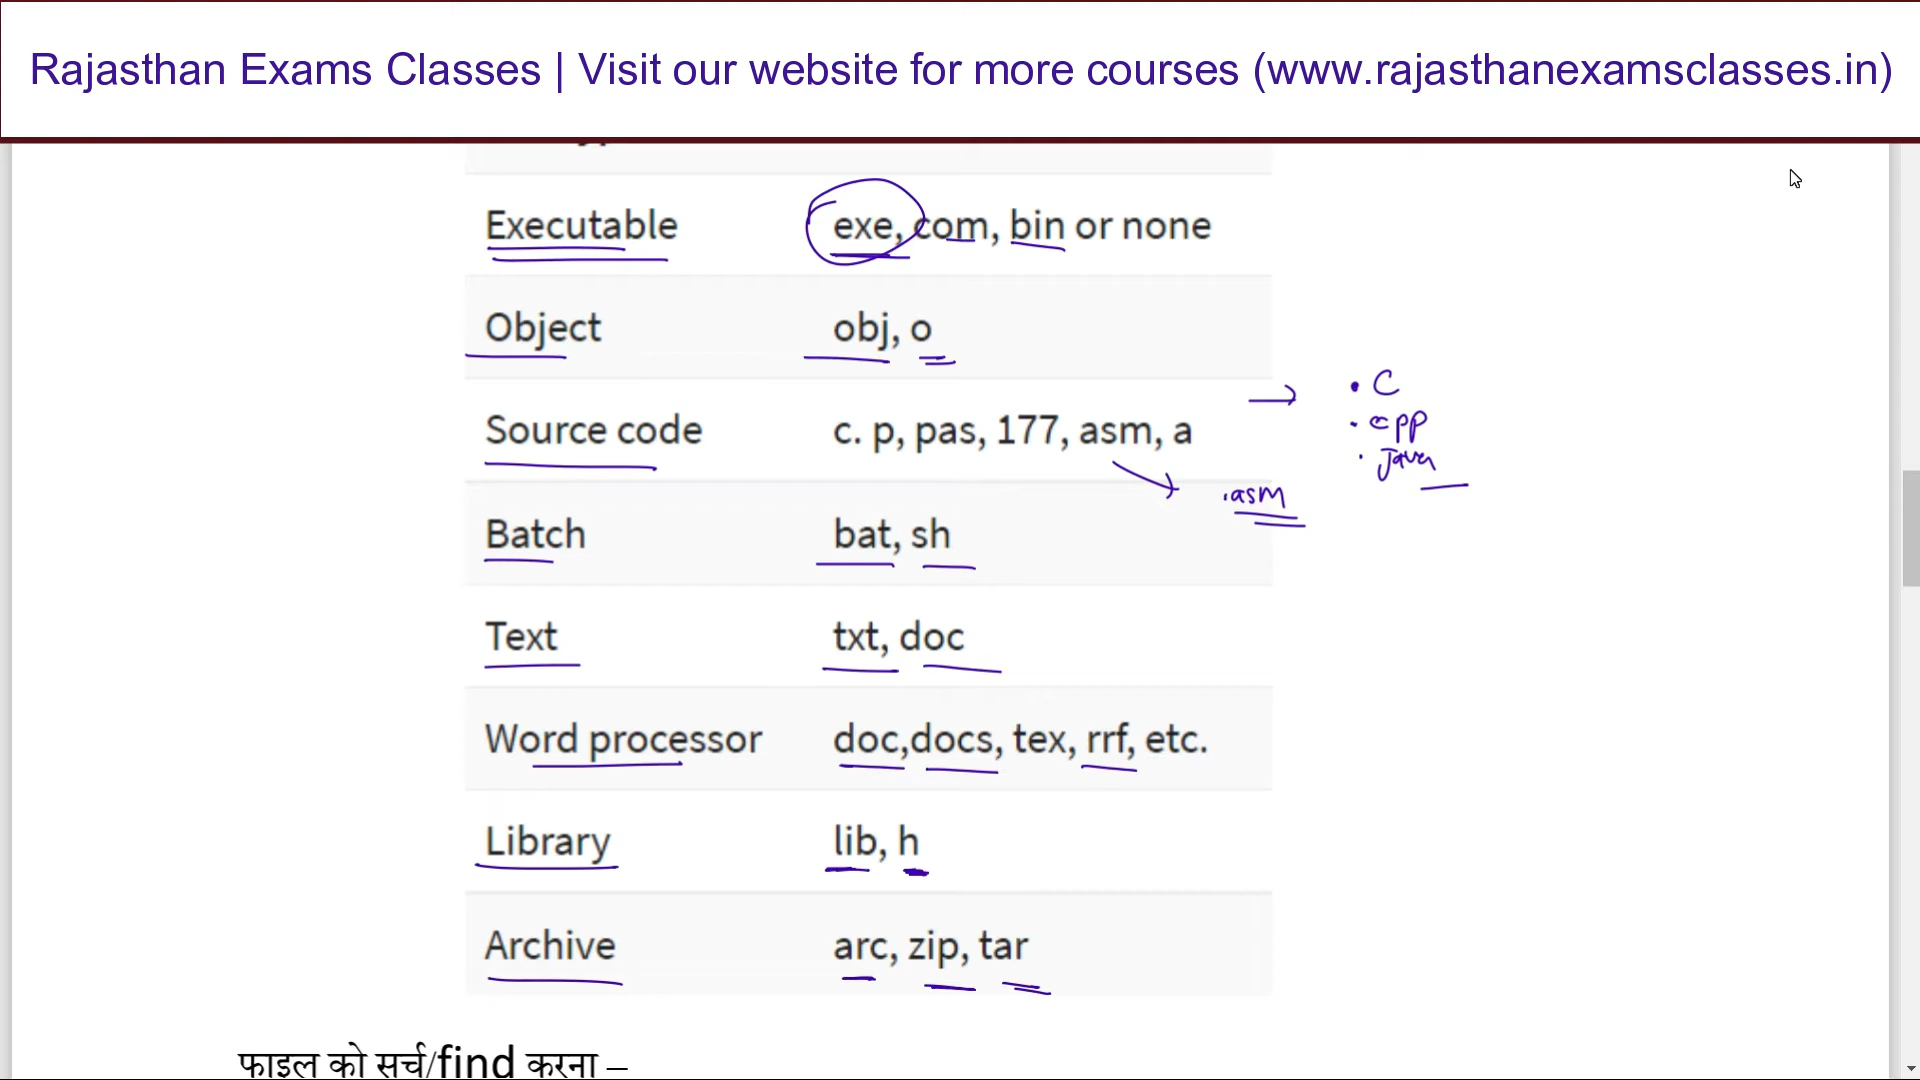 Rajasthan Exams Classes | Visit our website for more courses (www.rajasthanexamsclasses.in)
Executable exe, com, bin or none
Object obj, o
Source code c. p, pas, 177, asm, a
. C
. cpp
. Java
.asm
Batch bat, sh
Text txt, doc
Word processor doc,docs, tex, rrf, etc.
Library lib, h
Archive arc, zip, tar
फाइल को सर्च/find करना –